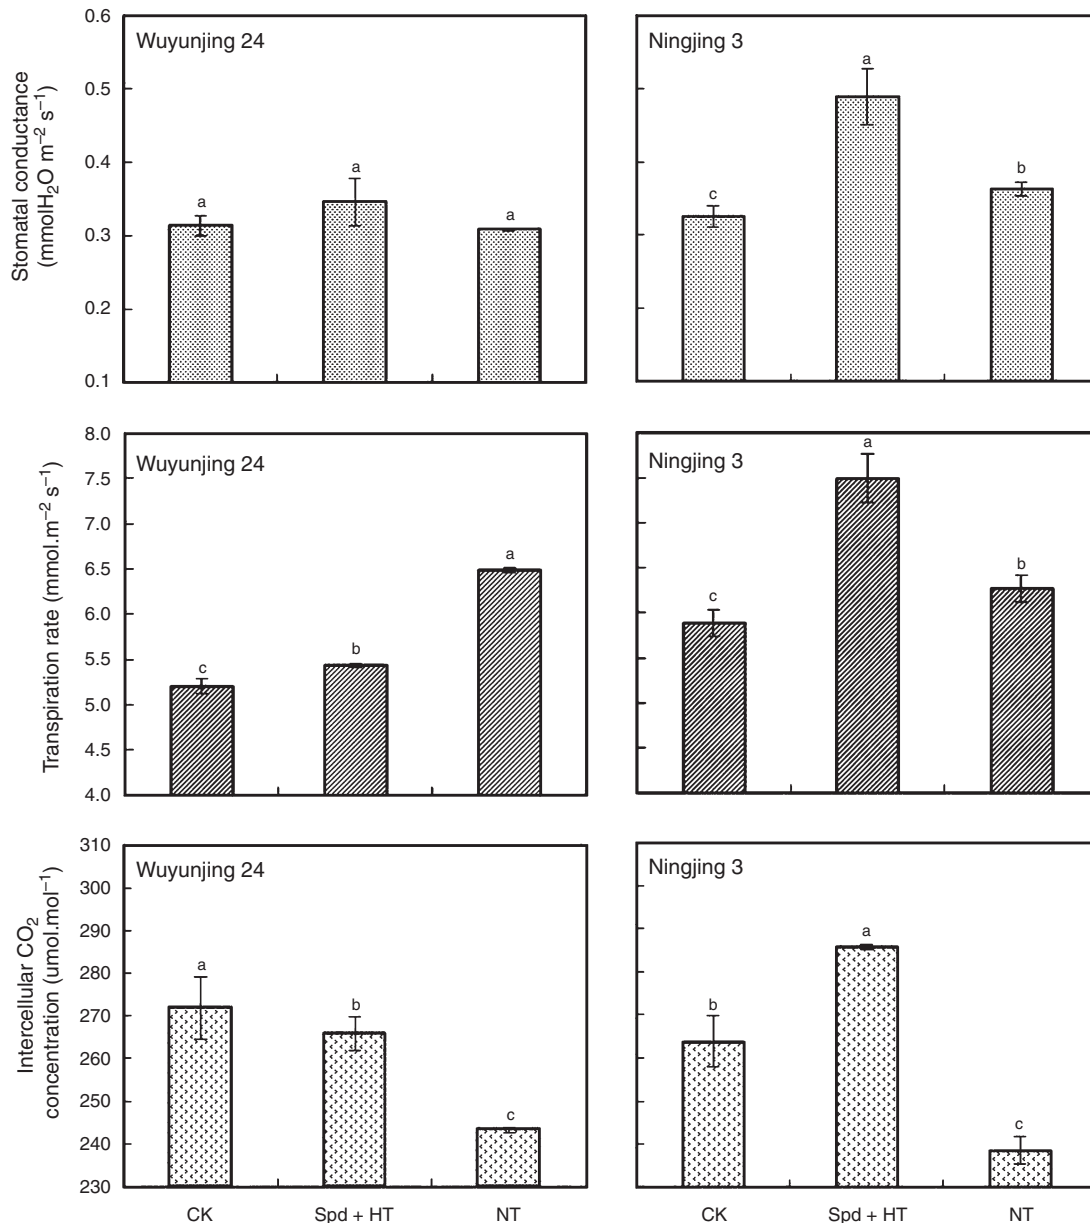 Stomatal conductance
(mmolH₂O m⁻² s⁻¹)
0.6
0.5
0.4
0.3
0.2
0.1
Wuyunjing 24
a
a
a
Ningjing 3
c
a
b
Transpiration rate (mmol.m⁻² s⁻¹)
8.0
7.5
7.0
6.5
6.0
5.5
5.0
4.5
4.0
Wuyunjing 24
c
b
a
Ningjing 3
c
a
b
Intercellular CO₂
concentration (umol.mol⁻¹)
310
300
290
280
270
260
250
240
230
Wuyunjing 24
a
b
c
Ningjing 3
b
a
c
CK Spd + HT NT
CK Spd + HT NT